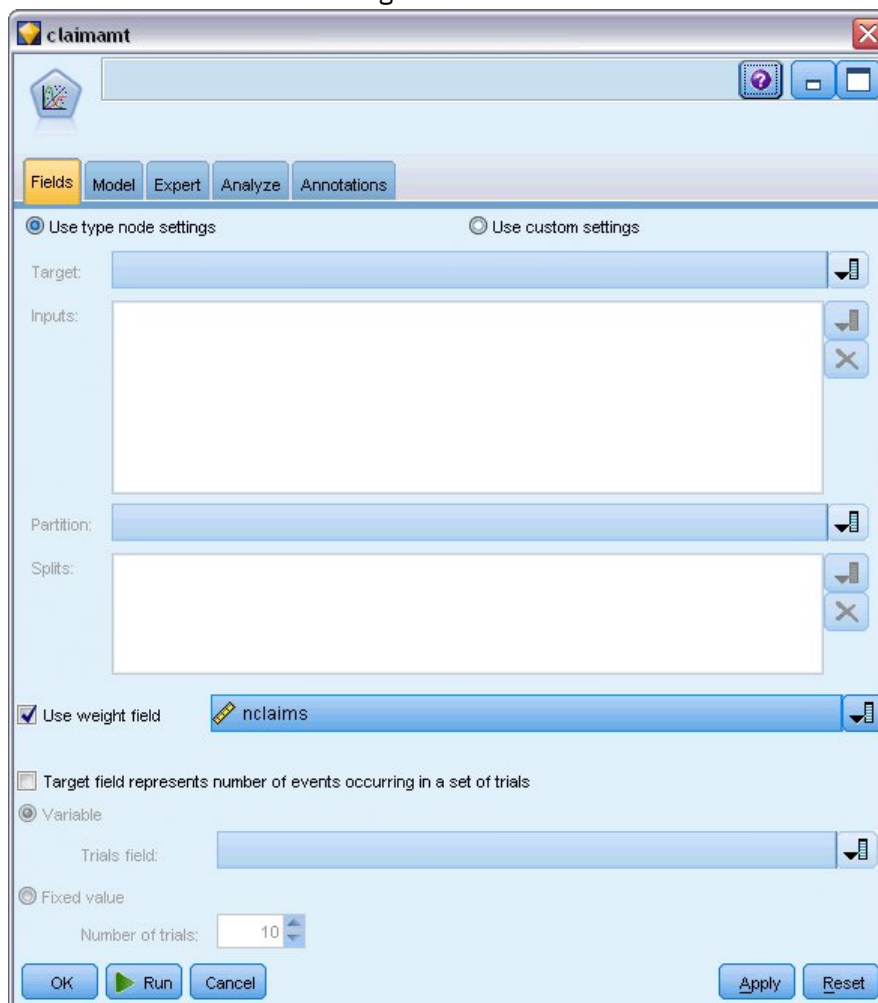 claimamt
Fields Model Expert Analyze Annotations
Use type node settings Use custom settings
Target:
Inputs:
Partition:
Splits:
Use weight field nclaims
Target field represents number of events occurring in a set of trials
Variable
Trials field:
Fixed value
Number of trials: 10
OK Run Cancel Apply Reset